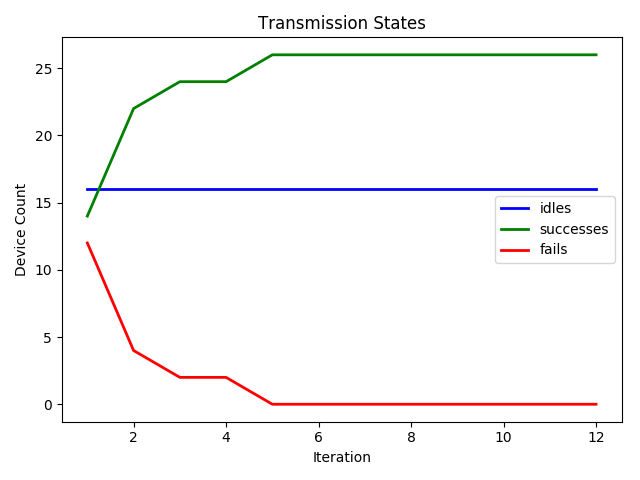 Transmission States
Device Count
25
20
15
10
5
0
idles
successes
fails
2 4 6 8 10 12
Iteration